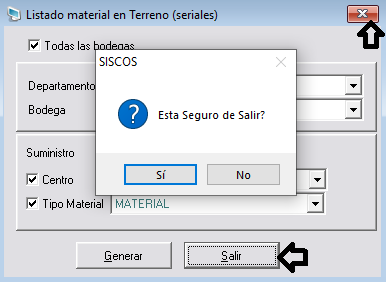 Listado material en Terreno (seriales)
Todas las bodegas
SISCOS
Departamento
Bodega
Esta Seguro de Salir?
Suministro
Sí No
Centro
Tipo Material MATERIAL
Generar Salir